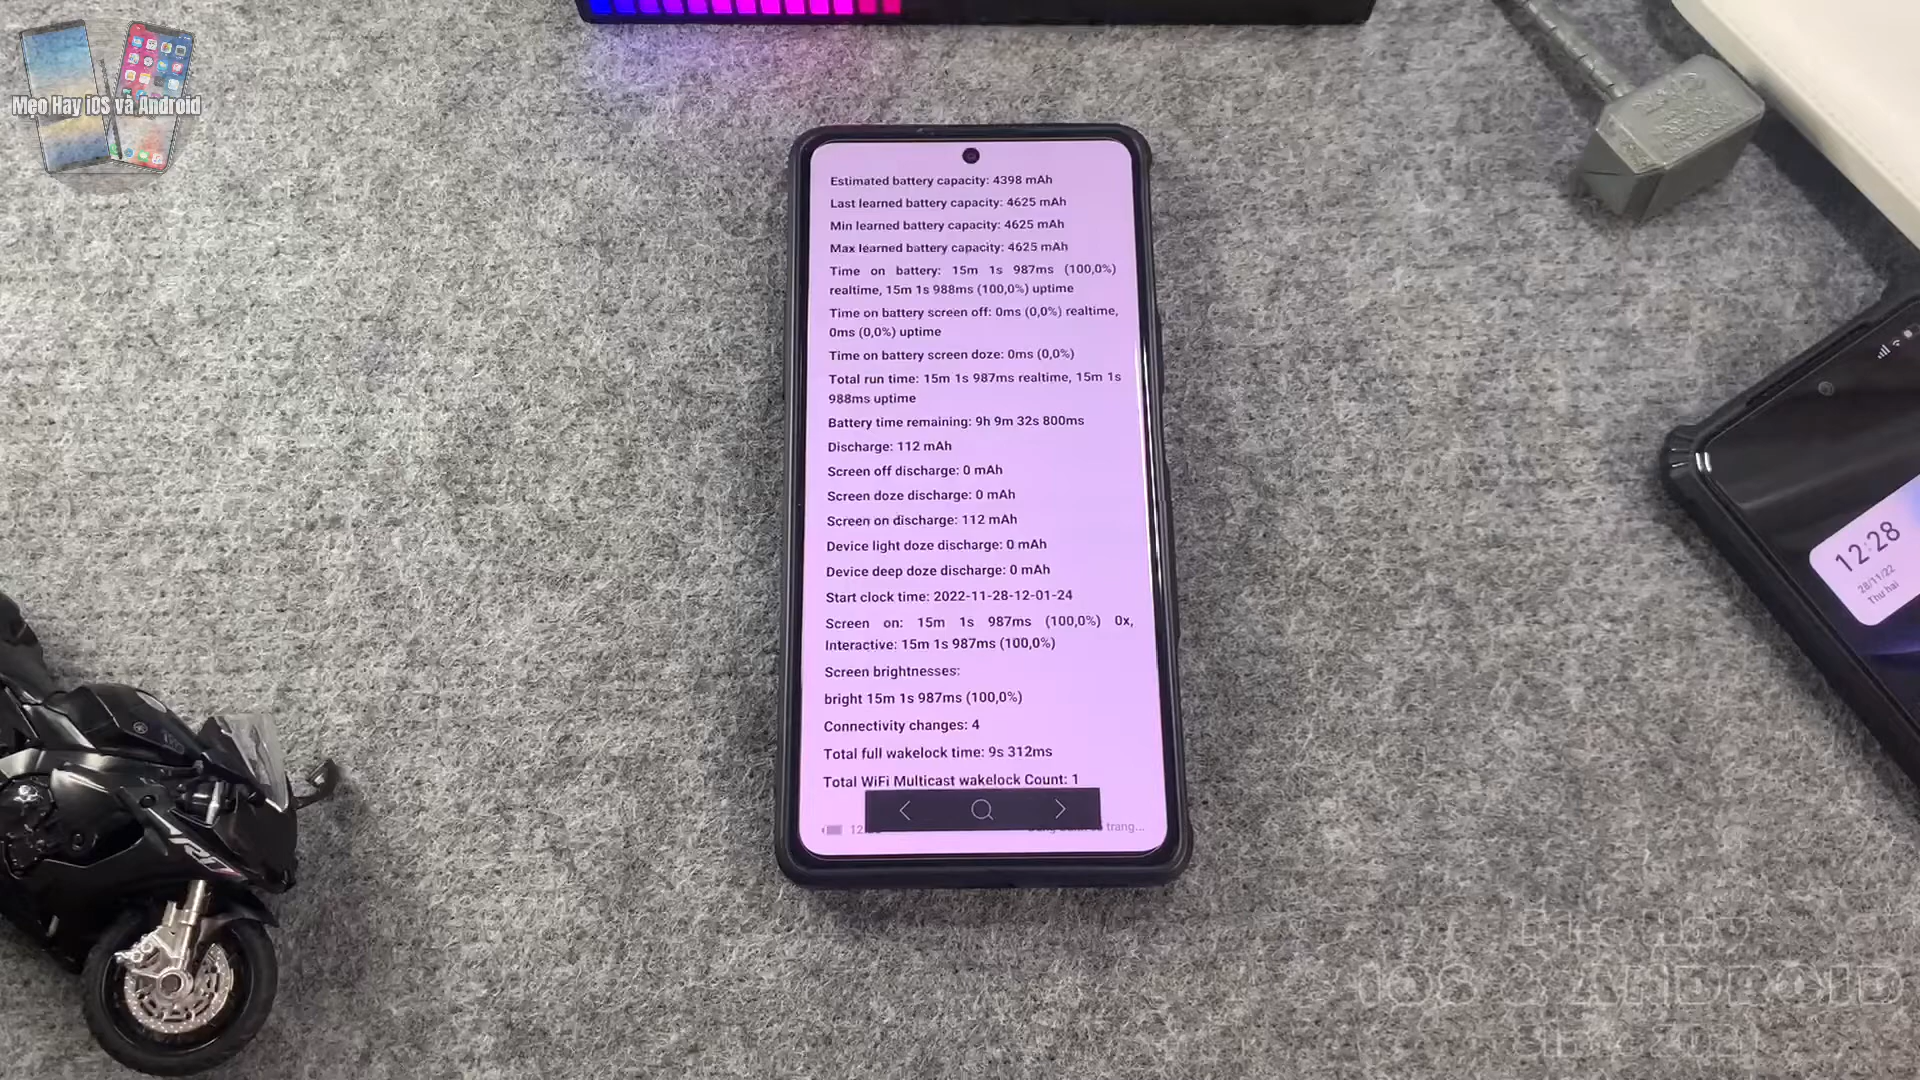 Mẹo Hay iOS và Android
Estimated battery capacity: 4398 mAh
Last learned battery capacity: 4625 mAh
Min learned battery capacity: 4625 mAh
Max learned battery capacity: 4625 mAh
Time on battery: 15m 1s 987ms (100,0%)
realtime, 15m 1s 988ms (100,0%) uptime
Time on battery screen off: 0ms (0,0%) realtime,
0ms (0,0%) uptime
Time on battery screen doze: 0ms (0,0%)
Total run time: 15m 1s 987ms realtime, 15m 1s
988ms uptime
Battery time remaining: 9h 9m 32s 800ms
Discharge: 112 mAh
Screen off discharge: 0 mAh
Screen doze discharge: 0 mAh
Screen on discharge: 112 mAh
Device light doze discharge: 0 mAh
Device deep doze discharge: 0 mAh
Start clock time: 2022-11-28-12-01-24
Screen on: 15m 1s 987ms (100,0%) 0x,
Interactive: 15m 1s 987ms (100,0%)
Screen brightnesses:
bright 15m 1s 987ms (100,0%)
Connectivity changes: 4
Total full wakelock time: 9s 312ms
Total WiFi Multicast wakelock Count: 1
trang...
12:28
28/11/22
Thu hai
iOS & ANDROID